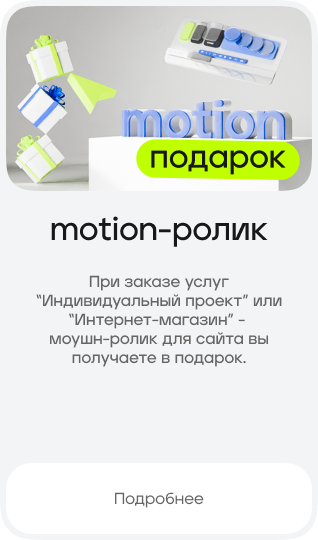 motion
подарок
motion-ролик
При заказе услуг
“Индивидуальный проект” или
“Интернет-магазин” -
моушн-ролик для сайта вы
получаете в подарок.
Подробнее